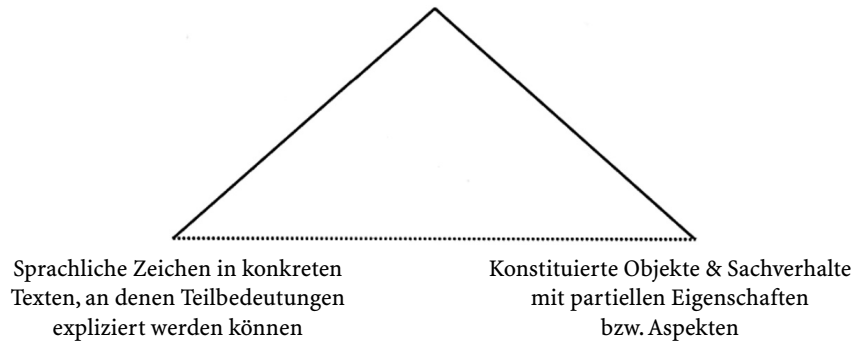 Sprachliche Zeichen in konkreten
Texten, an denen Teilbedeutungen
expliziert werden können
Konstituierte Objekte & Sachverhalte
mit partiellen Eigenschaften
bzw. Aspekten